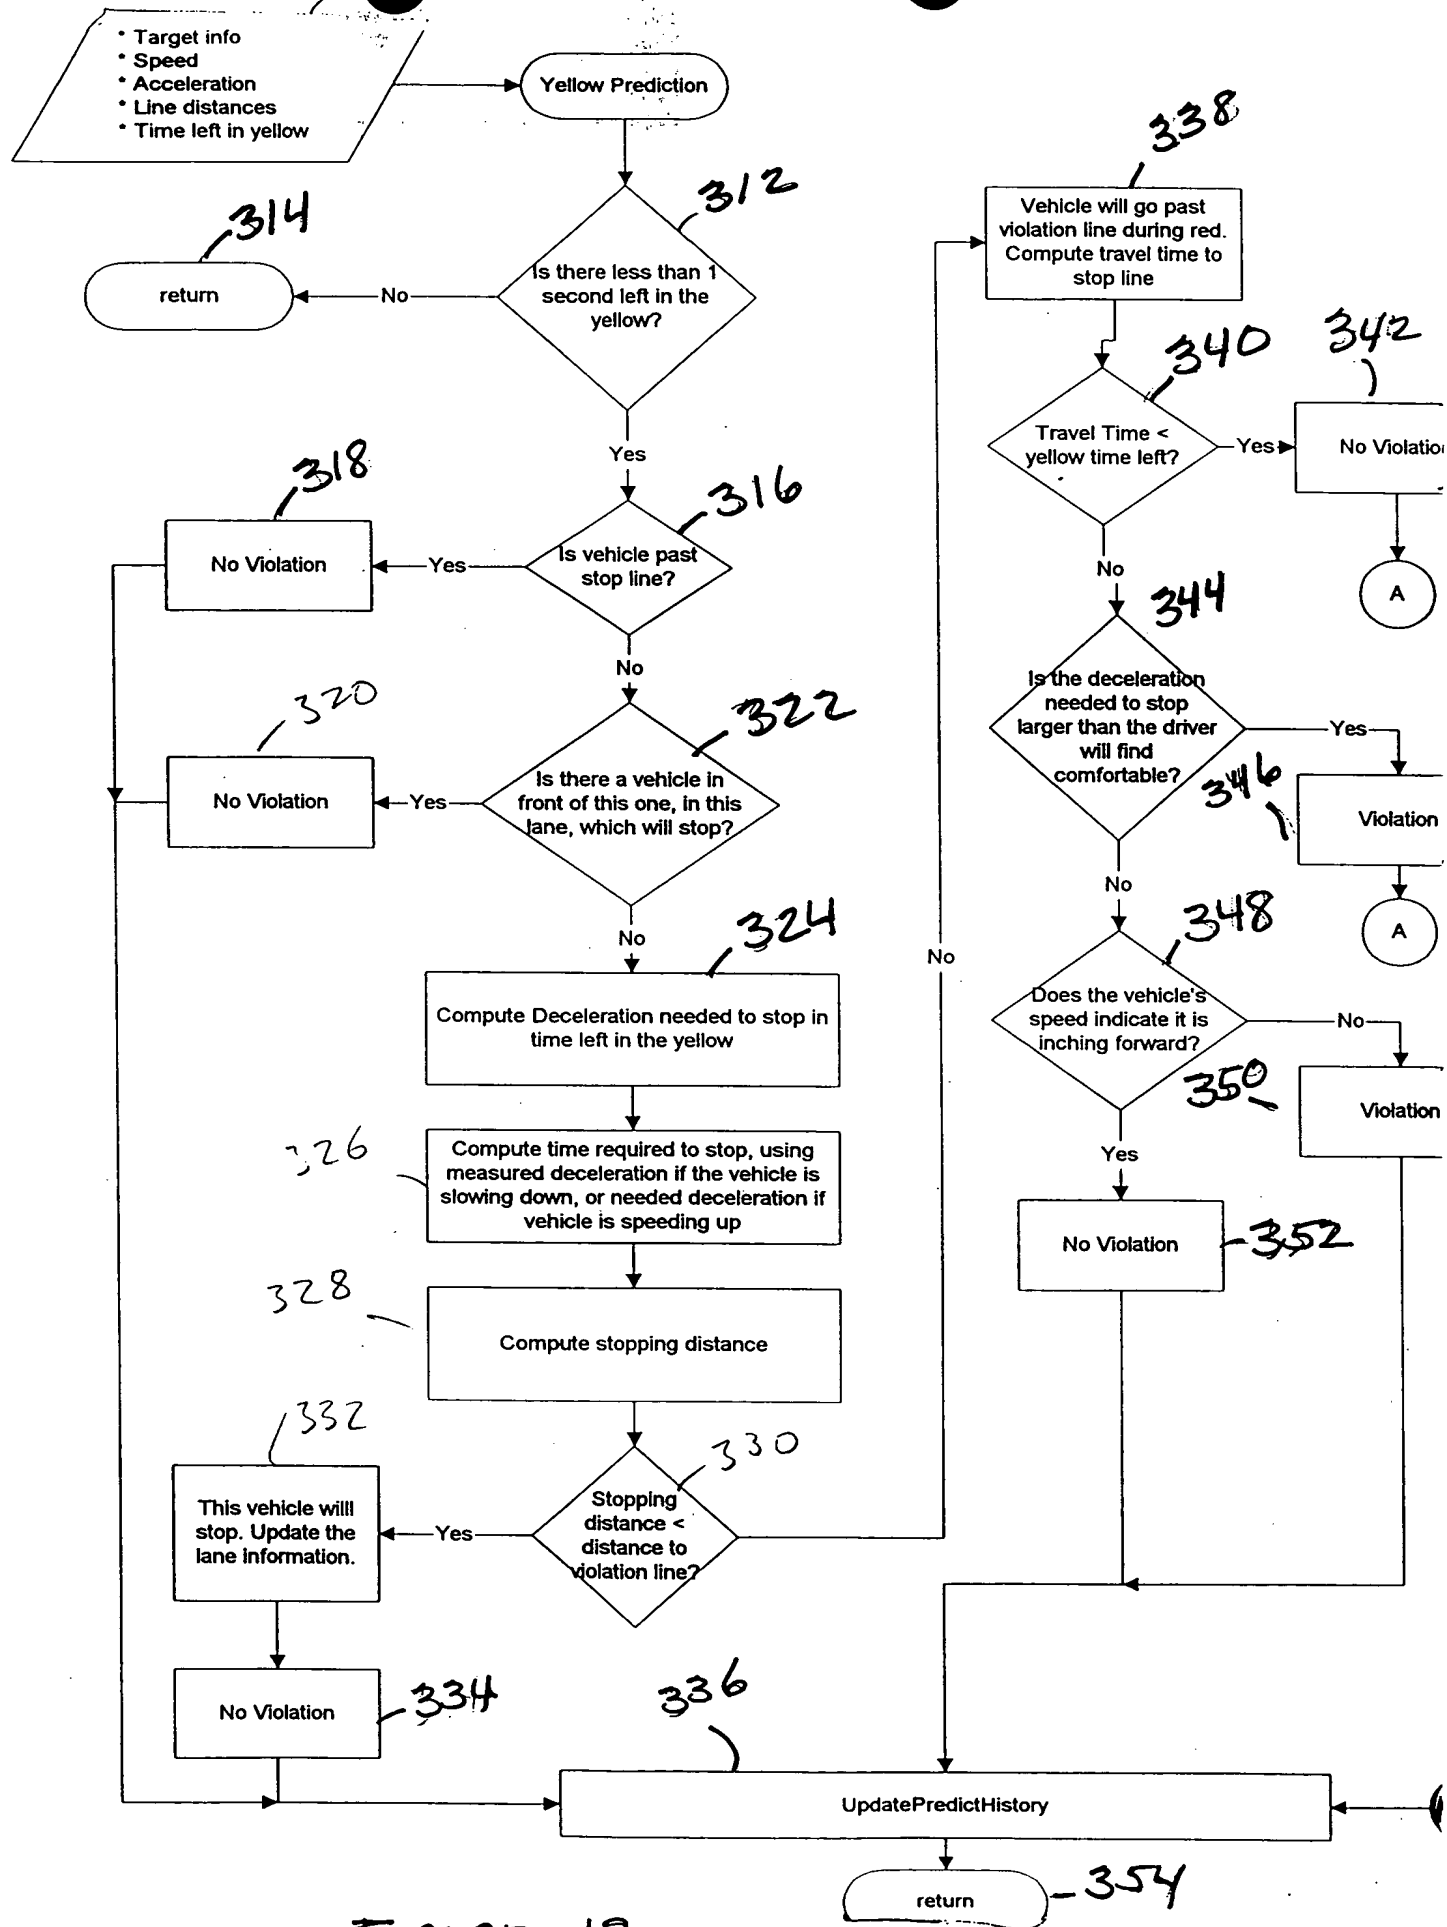 * Target info
* Speed
* Acceleration
* Line distances
* Time left in yellow
Yellow Prediction
312
Is there less than 1
second left in the
yellow?
No
314
return
Yes
316
Is vehicle past
stop line?
Yes
318
No Violation
No
322
Is there a vehicle in
front of this one, in this
lane, which will stop?
Yes
320
No Violation
No
324
Compute Deceleration needed to stop in
time left in the yellow
326
Compute time required to stop, using
measured deceleration if the vehicle is
slowing down, or needed deceleration if
vehicle is speeding up
328
Compute stopping distance
330
Stopping
distance <
distance to
violation line?
Yes
332
This vehicle willl
stop. Update the
lane information.
334
No Violation
No
338
Vehicle will go past
violation line during red.
Compute travel time to
stop line
340
Travel Time <
yellow time left?
Yes
342
No Violatio
A
No
344
Is the deceleration
needed to stop
larger than the driver
will find
comfortable?
Yes
346
Violation
A
No
348
Does the vehicle's
speed indicate it is
inching forward?
No
350
Violation
Yes
No Violation
352
336
UpdatePredictHistory
return
354